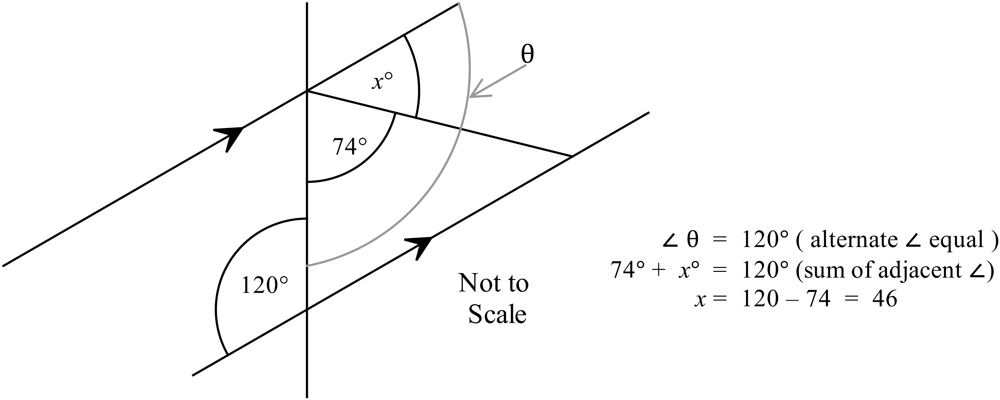 θ
x°
74°
120°
Not to
Scale
∠ θ = 120° ( alternate ∠ equal )
74° + x° = 120° (sum of adjacent ∠)
x = 120 – 74 = 46